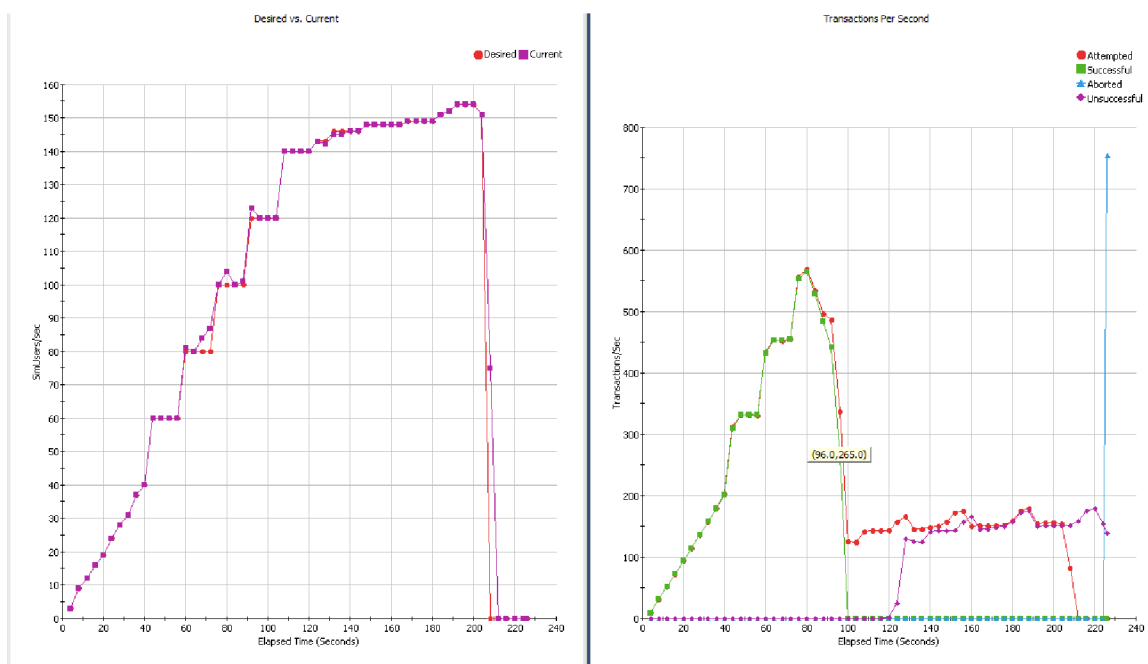 Desired vs. Current
Desired Current
160
150
140
130
120
110
100
90
80
70
60
50
40
30
20
10
0
SimUsers/sec
0 20 40 60 80 100 120 140 160 180 200 220 240
Elapsed Time (Seconds)
Transactions Per Second
Attempted
Successful
Aborted
Unsuccessful
800
700
600
500
400
300
200
100
0
Transactions/Sec
(96.0,265.0)
0 20 40 60 80 100 120 140 160 180 200 220 240
Elapsed Time (Seconds)